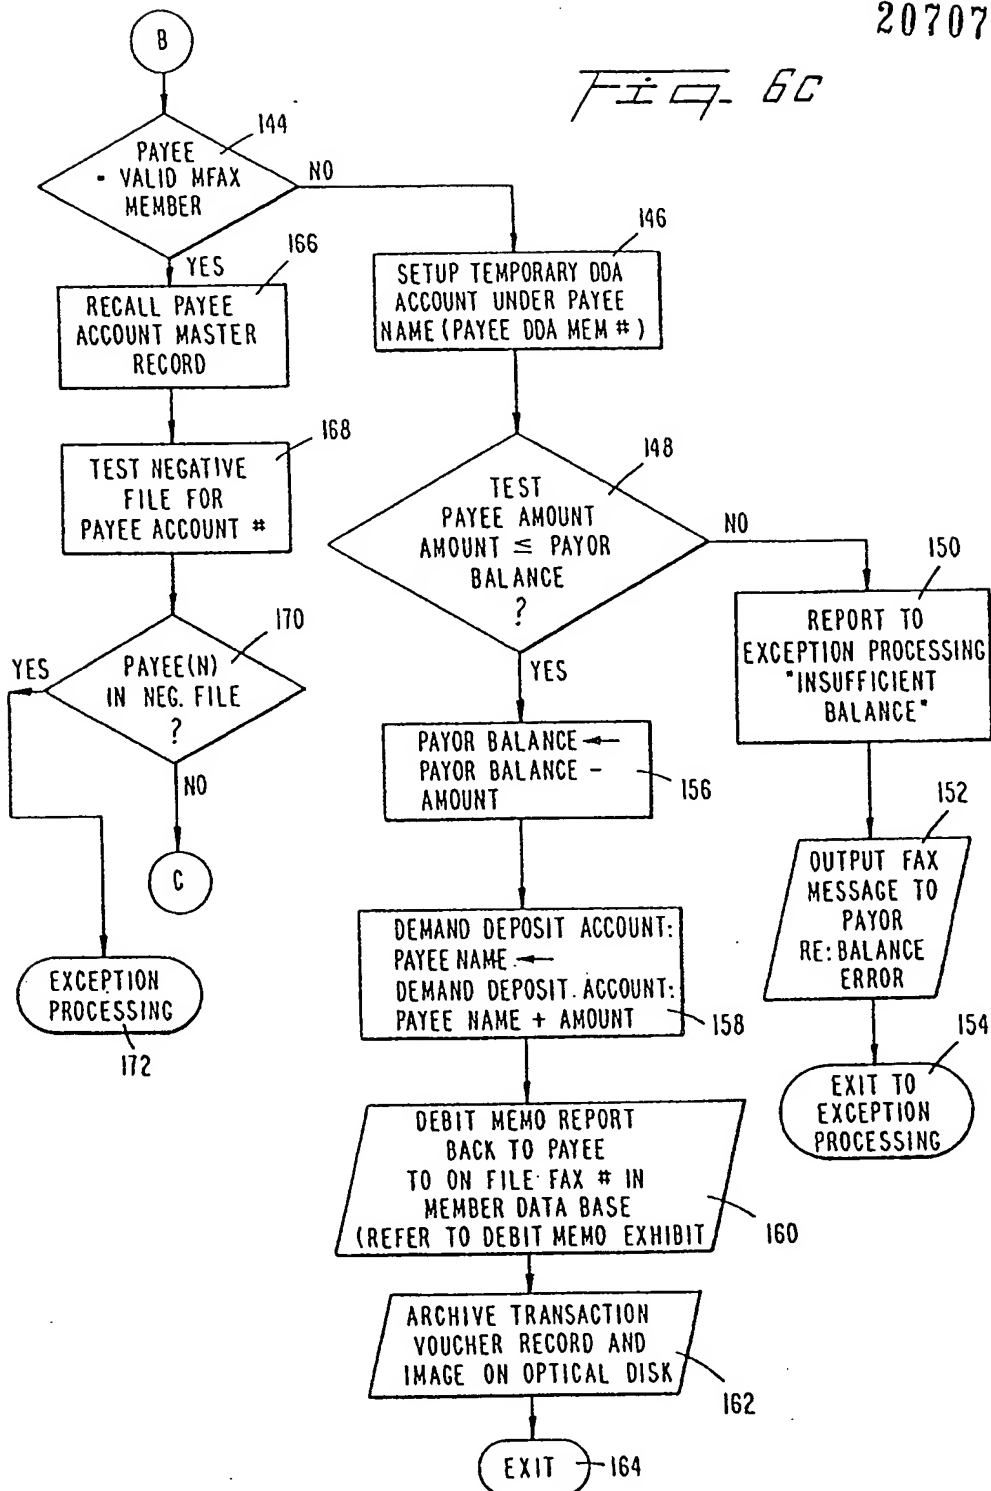 20707
Fig. 6C
B
144
PAYEE
- VALID MFAX
MEMBER
NO
YES
166
RECALL PAYEE
ACCOUNT MASTER
RECORD
168
TEST NEGATIVE
FILE FOR
PAYEE ACCOUNT #
170
YES
PAYEE(N)
IN NEG. FILE
?
NO
C
EXCEPTION
PROCESSING
172
146
SETUP TEMPORARY DDA
ACCOUNT UNDER PAYEE
NAME (PAYEE DDA MEM #)
148
TEST
PAYEE AMOUNT
AMOUNT ≤ PAYOR
BALANCE
?
NO
YES
150
REPORT TO
EXCEPTION PROCESSING
"INSUFFICIENT
BALANCE"
152
OUTPUT FAX
MESSAGE TO
PAYOR
RE: BALANCE
ERROR
154
EXIT TO
EXCEPTION
PROCESSING
PAYOR BALANCE ←
PAYOR BALANCE -
AMOUNT
156
DEMAND DEPOSIT ACCOUNT:
PAYEE NAME ←
DEMAND DEPOSIT ACCOUNT:
PAYEE NAME + AMOUNT
158
DEBIT MEMO REPORT
BACK TO PAYEE
TO ON FILE FAX # IN
MEMBER DATA BASE
(REFER TO DEBIT MEMO EXHIBIT
160
ARCHIVE TRANSACTION
VOUCHER RECORD AND
IMAGE ON OPTICAL DISK
162
EXIT
164